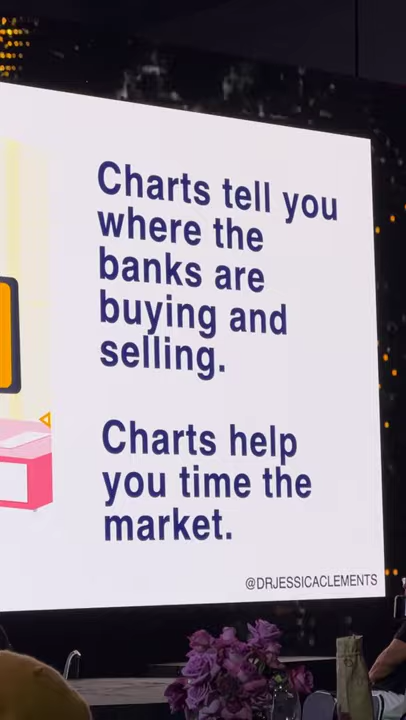 Charts tell you
where the
banks are
buying and
selling.
Charts help
you time the
market.
@DRJESSICACLEMENTS